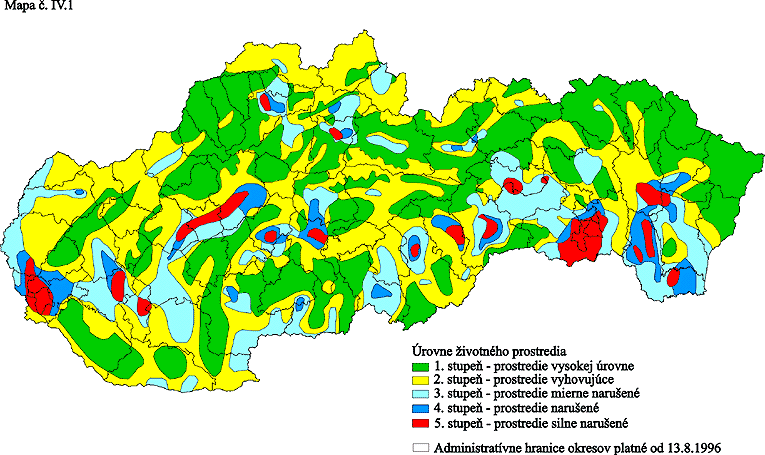 Mapa č. IV.1
Úrovne životného prostredia
1. stupeň - prostredie vysokej úrovne
2. stupeň - prostredie vyhovujúce
3. stupeň - prostredie mierne narušené
4. stupeň - prostredie narušené
5. stupeň - prostredie silne narušené
Administratívne hranice okresov platné od 13.8.1996